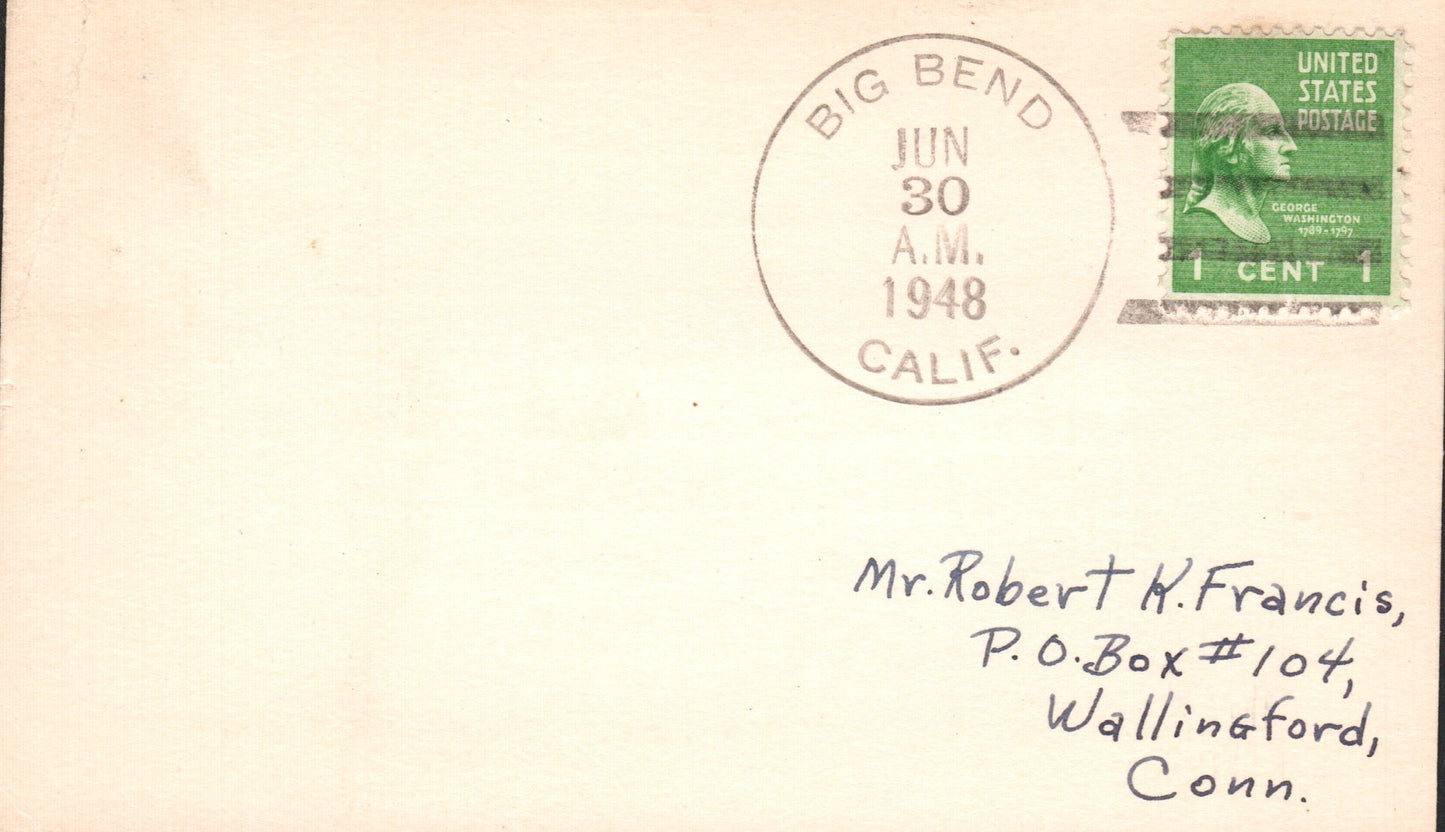 BIG BEND
JUN
30
A.M.
1948
CALIF.
UNITED
STATES
POSTAGE
GEORGE
WASHINGTON
1789-1797
1 CENT 1
Mr. Robert K. Francis,
P.O. Box #104,
Wallingford,
Conn.